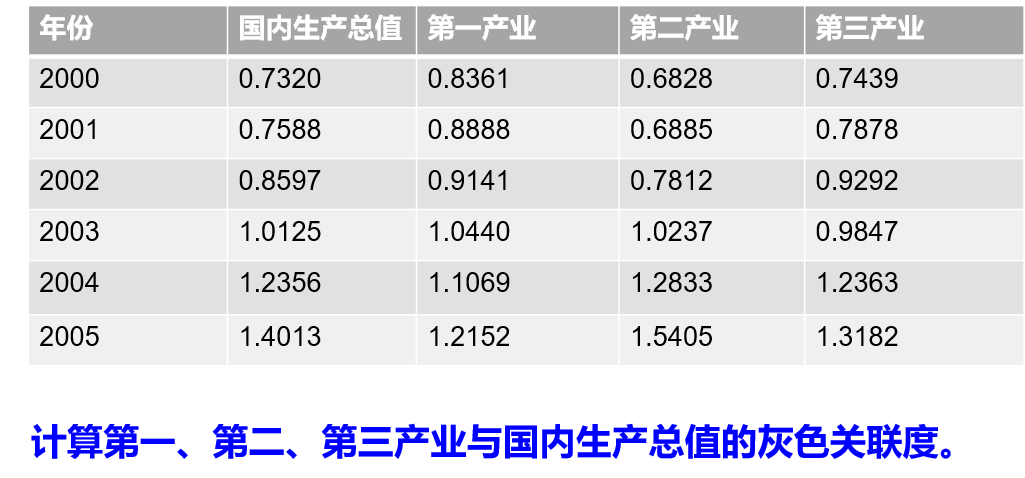 年份 国内生产总值 第一产业 第二产业 第三产业
2000 0.7320 0.8361 0.6828 0.7439
2001 0.7588 0.8888 0.6885 0.7878
2002 0.8597 0.9141 0.7812 0.9292
2003 1.0125 1.0440 1.0237 0.9847
2004 1.2356 1.1069 1.2833 1.2363
2005 1.4013 1.2152 1.5405 1.3182
计算第一、第二、第三产业与国内生产总值的灰色关联度。